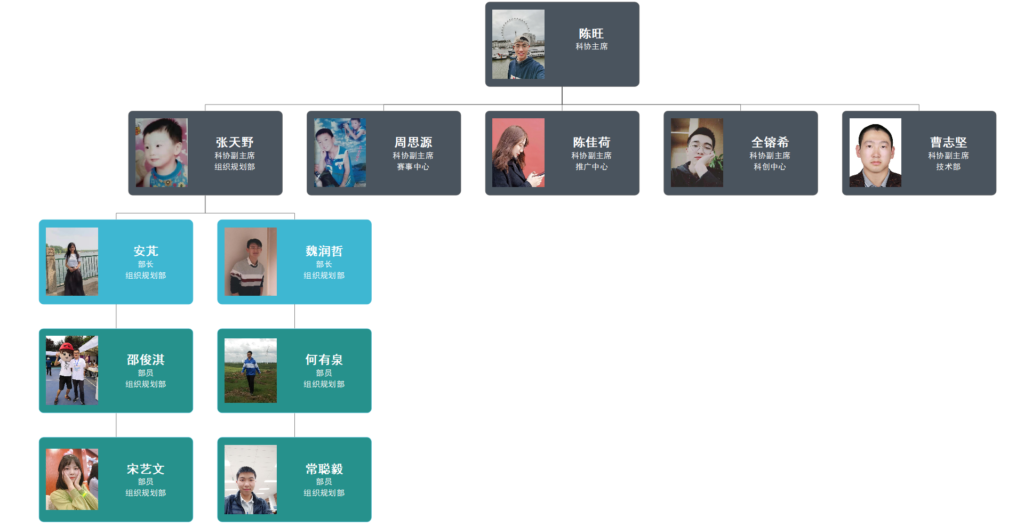 陈旺
科协主席
张天野
科协副主席
组织规划部
周思源
科协副主席
赛事中心
陈佳荷
科协副主席
推广中心
全镕希
科协副主席
科创中心
曹志坚
科协副主席
技术部
安芃
部长
组织规划部
魏润哲
部长
组织规划部
邵俊淇
部员
组织规划部
何有泉
部员
组织规划部
宋艺文
部员
组织规划部
常聪毅
部员
组织规划部